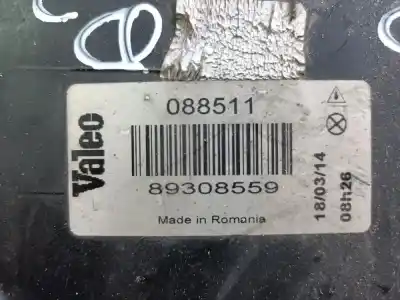 Valeo
088511
89308559
Made in Romania
18/03/14
08h26